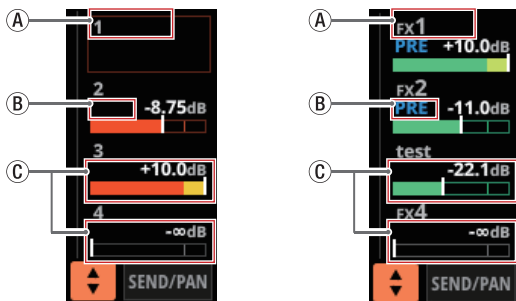 Ⓐ 1
2
Ⓑ -8.75dB
3
Ⓒ +10.0dB
4
-∞dB
SEND/PAN
Ⓐ FX1
PRE +10.0dB
FX2
Ⓑ PRE -11.0dB
test
Ⓒ -22.1dB
FX4
-∞dB
SEND/PAN